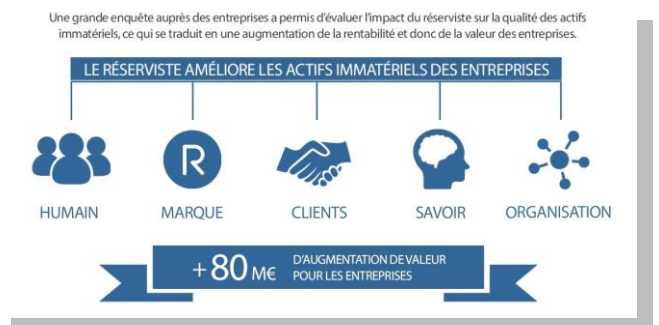 Une grande enquête auprès des entreprises a permis d’évaluer l’impact du réserviste sur la qualité des actifs
immatériels, ce qui se traduit en une augmentation de la rentabilité et donc de la valeur des entreprises.
LE RÉSERVISTE AMÉLIORE LES ACTIFS IMMATÉRIELS DES ENTREPRISES
R
HUMAIN MARQUE CLIENTS SAVOIR ORGANISATION
+80 M€ D’AUGMENTATION DE VALEUR
POUR LES ENTREPRISES